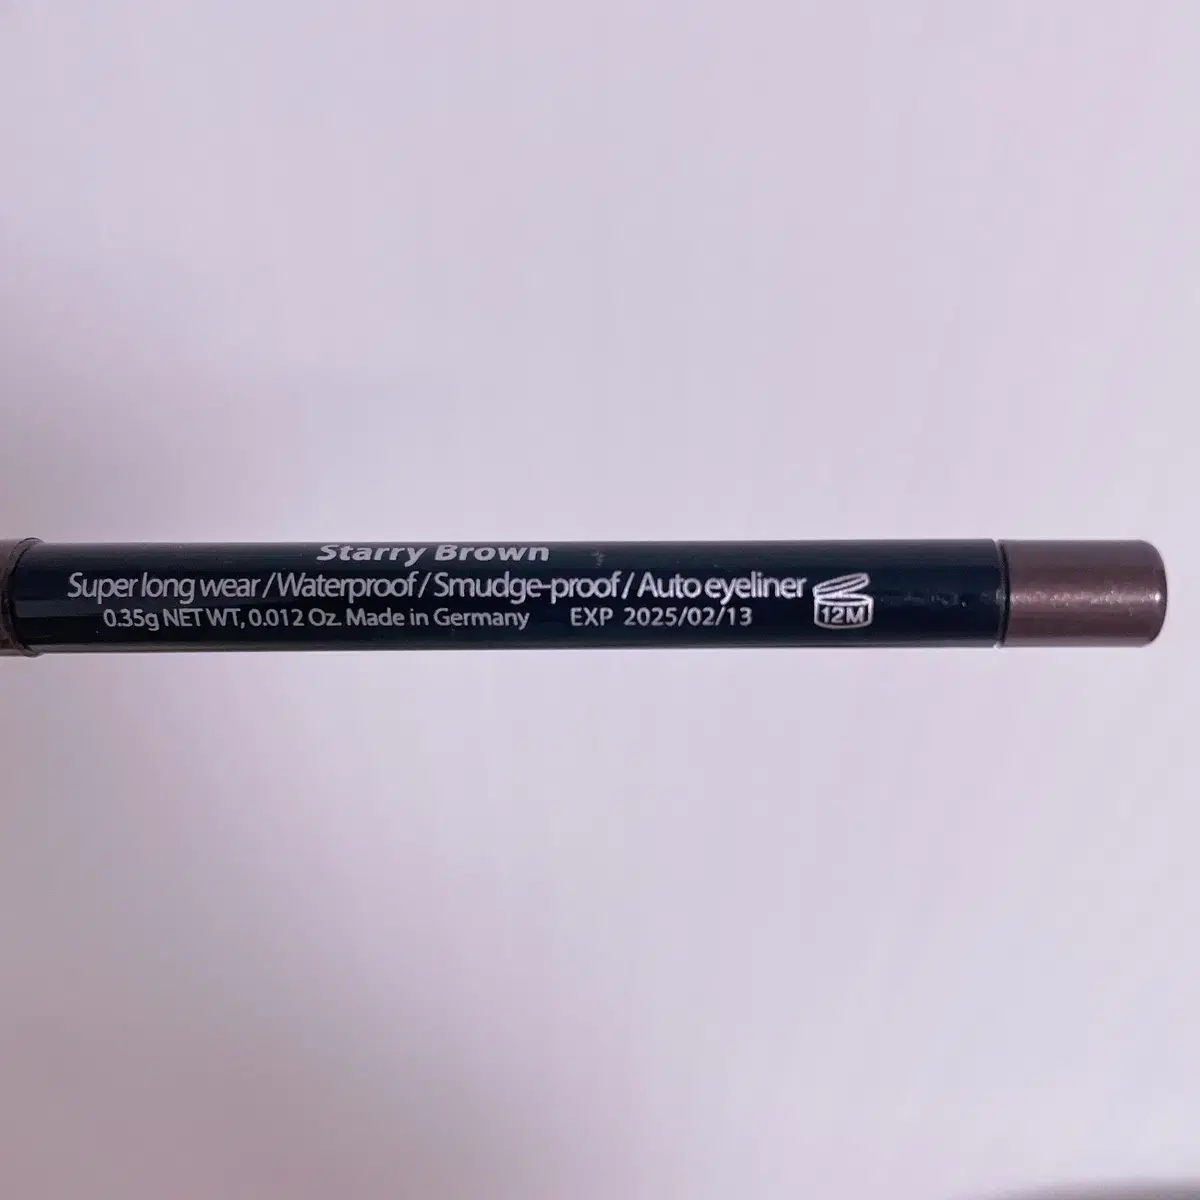 Starry Brown
Super long wear/Waterproof/Smudge-proof/Auto eyeliner
0.35g NET WT, 0.012 Oz. Made in Germany EXP 2025/02/13
12M